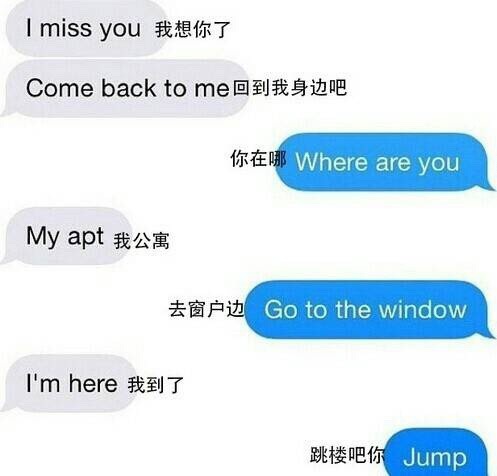 I miss you 我想你了
Come back to me回到我身边吧
你在哪 Where are you
My apt 我公寓
去窗户边 Go to the window
I'm here 我到了
跳楼吧你 Jump